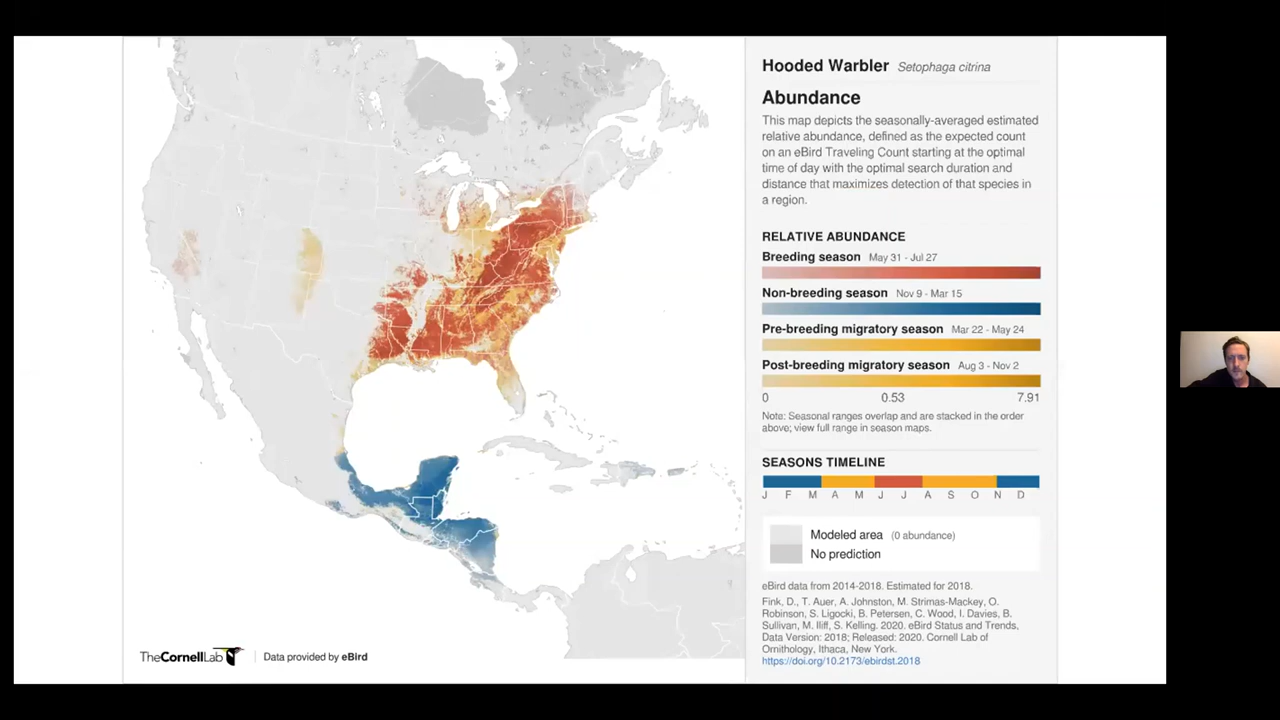 Hooded Warbler Setophaga citrina
Abundance
This map depicts the seasonally-averaged estimated
relative abundance, defined as the expected count
on an eBird Traveling Count starting at the optimal
time of day with the optimal search duration and
distance that maximizes detection of that species in
a region.
RELATIVE ABUNDANCE
Breeding season May 31 - Jul 27
Non-breeding season Nov 9 - Mar 15
Pre-breeding migratory season Mar 22 - May 24
Post-breeding migratory season Aug 3 - Nov 2
0 0.53 7.91
Note: Seasonal ranges overlap and are stacked in the order
above; view full range in season maps.
SEASONS TIMELINE
J F M A M J J A S O N D
Modeled area (0 abundance)
No prediction
eBird data from 2014-2018. Estimated for 2018.
Fink, D., T. Auer, A. Johnston, M. Strimas-Mackey, O.
Robinson, S. Ligocki, B. Petersen, C. Wood, I. Davies, B.
Sullivan, M. Iliff, S. Kelling. 2020. eBird Status and Trends,
Data Version: 2018; Released: 2020. Cornell Lab of
Ornithology, Ithaca, New York.
https://doi.org/10.2173/ebirdst.2018
TheCornellLab Data provided by eBird